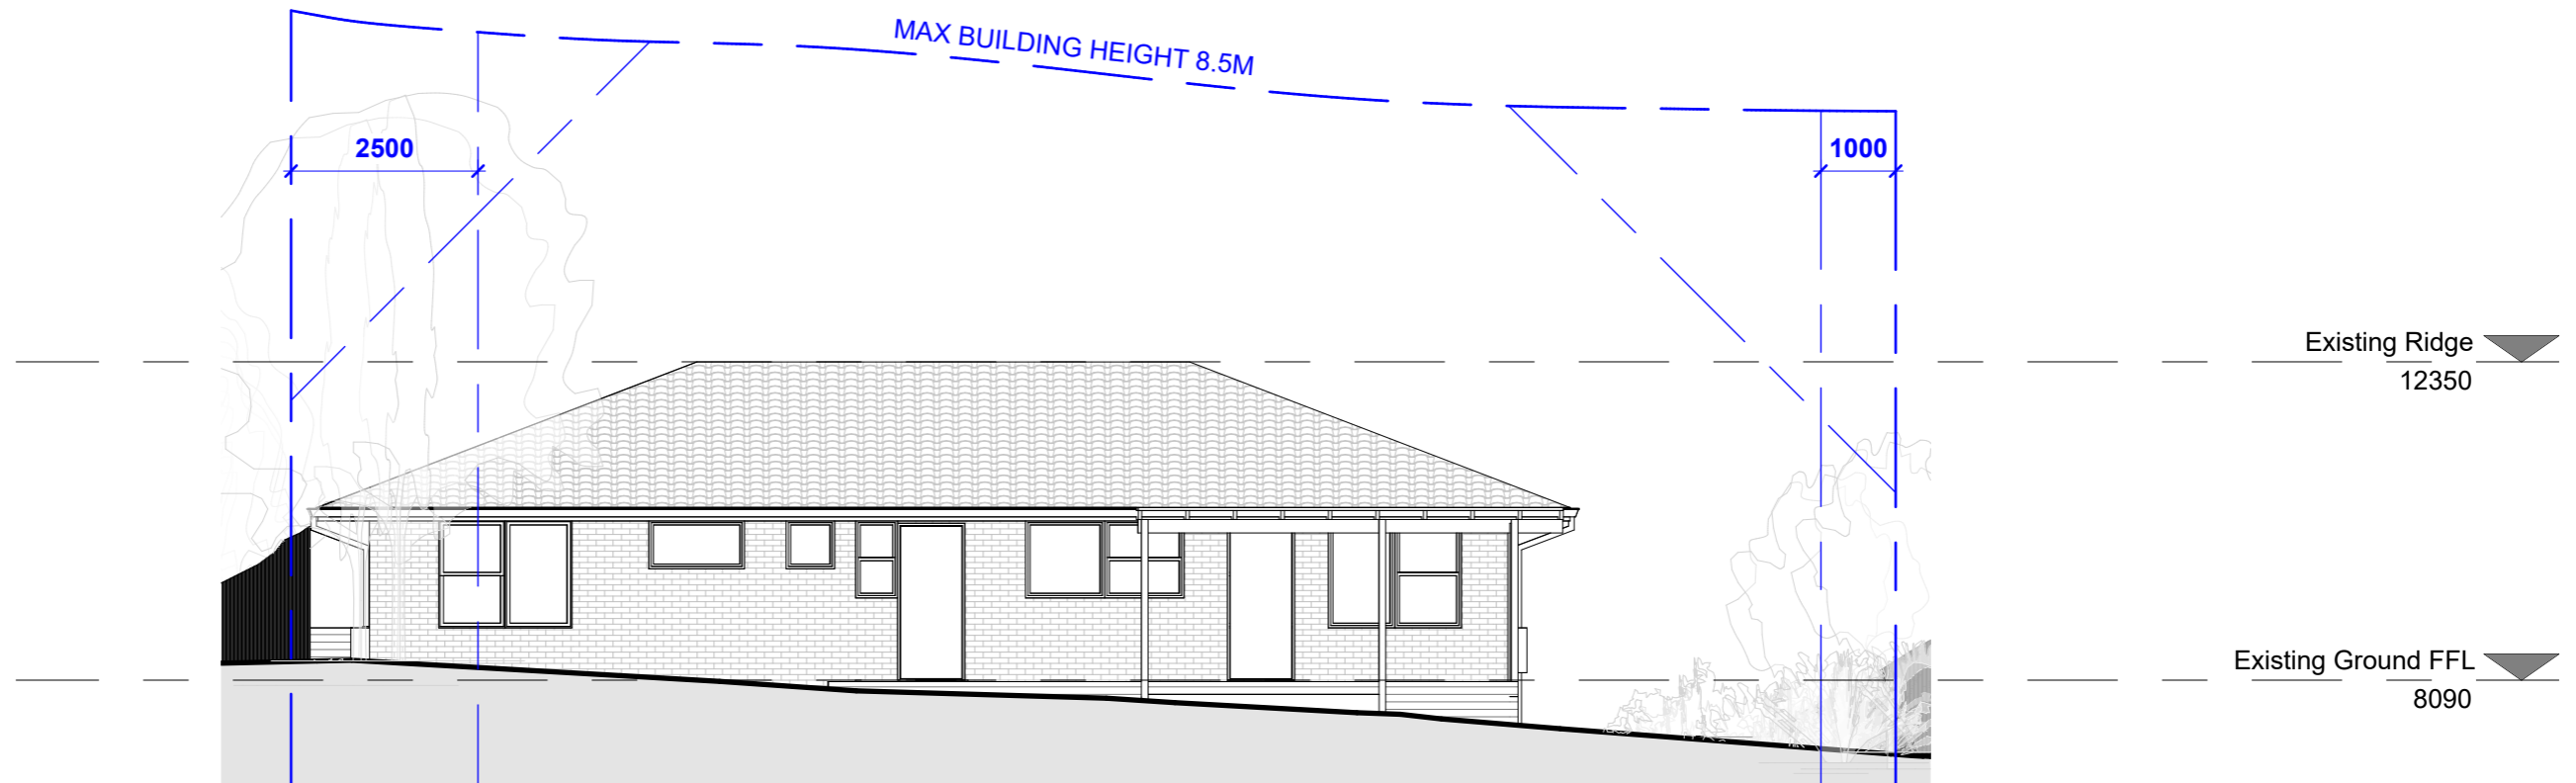 MAX BUILDING HEIGHT 8.5M
2500
1000
Existing Ridge
12350
Existing Ground FFL
8090